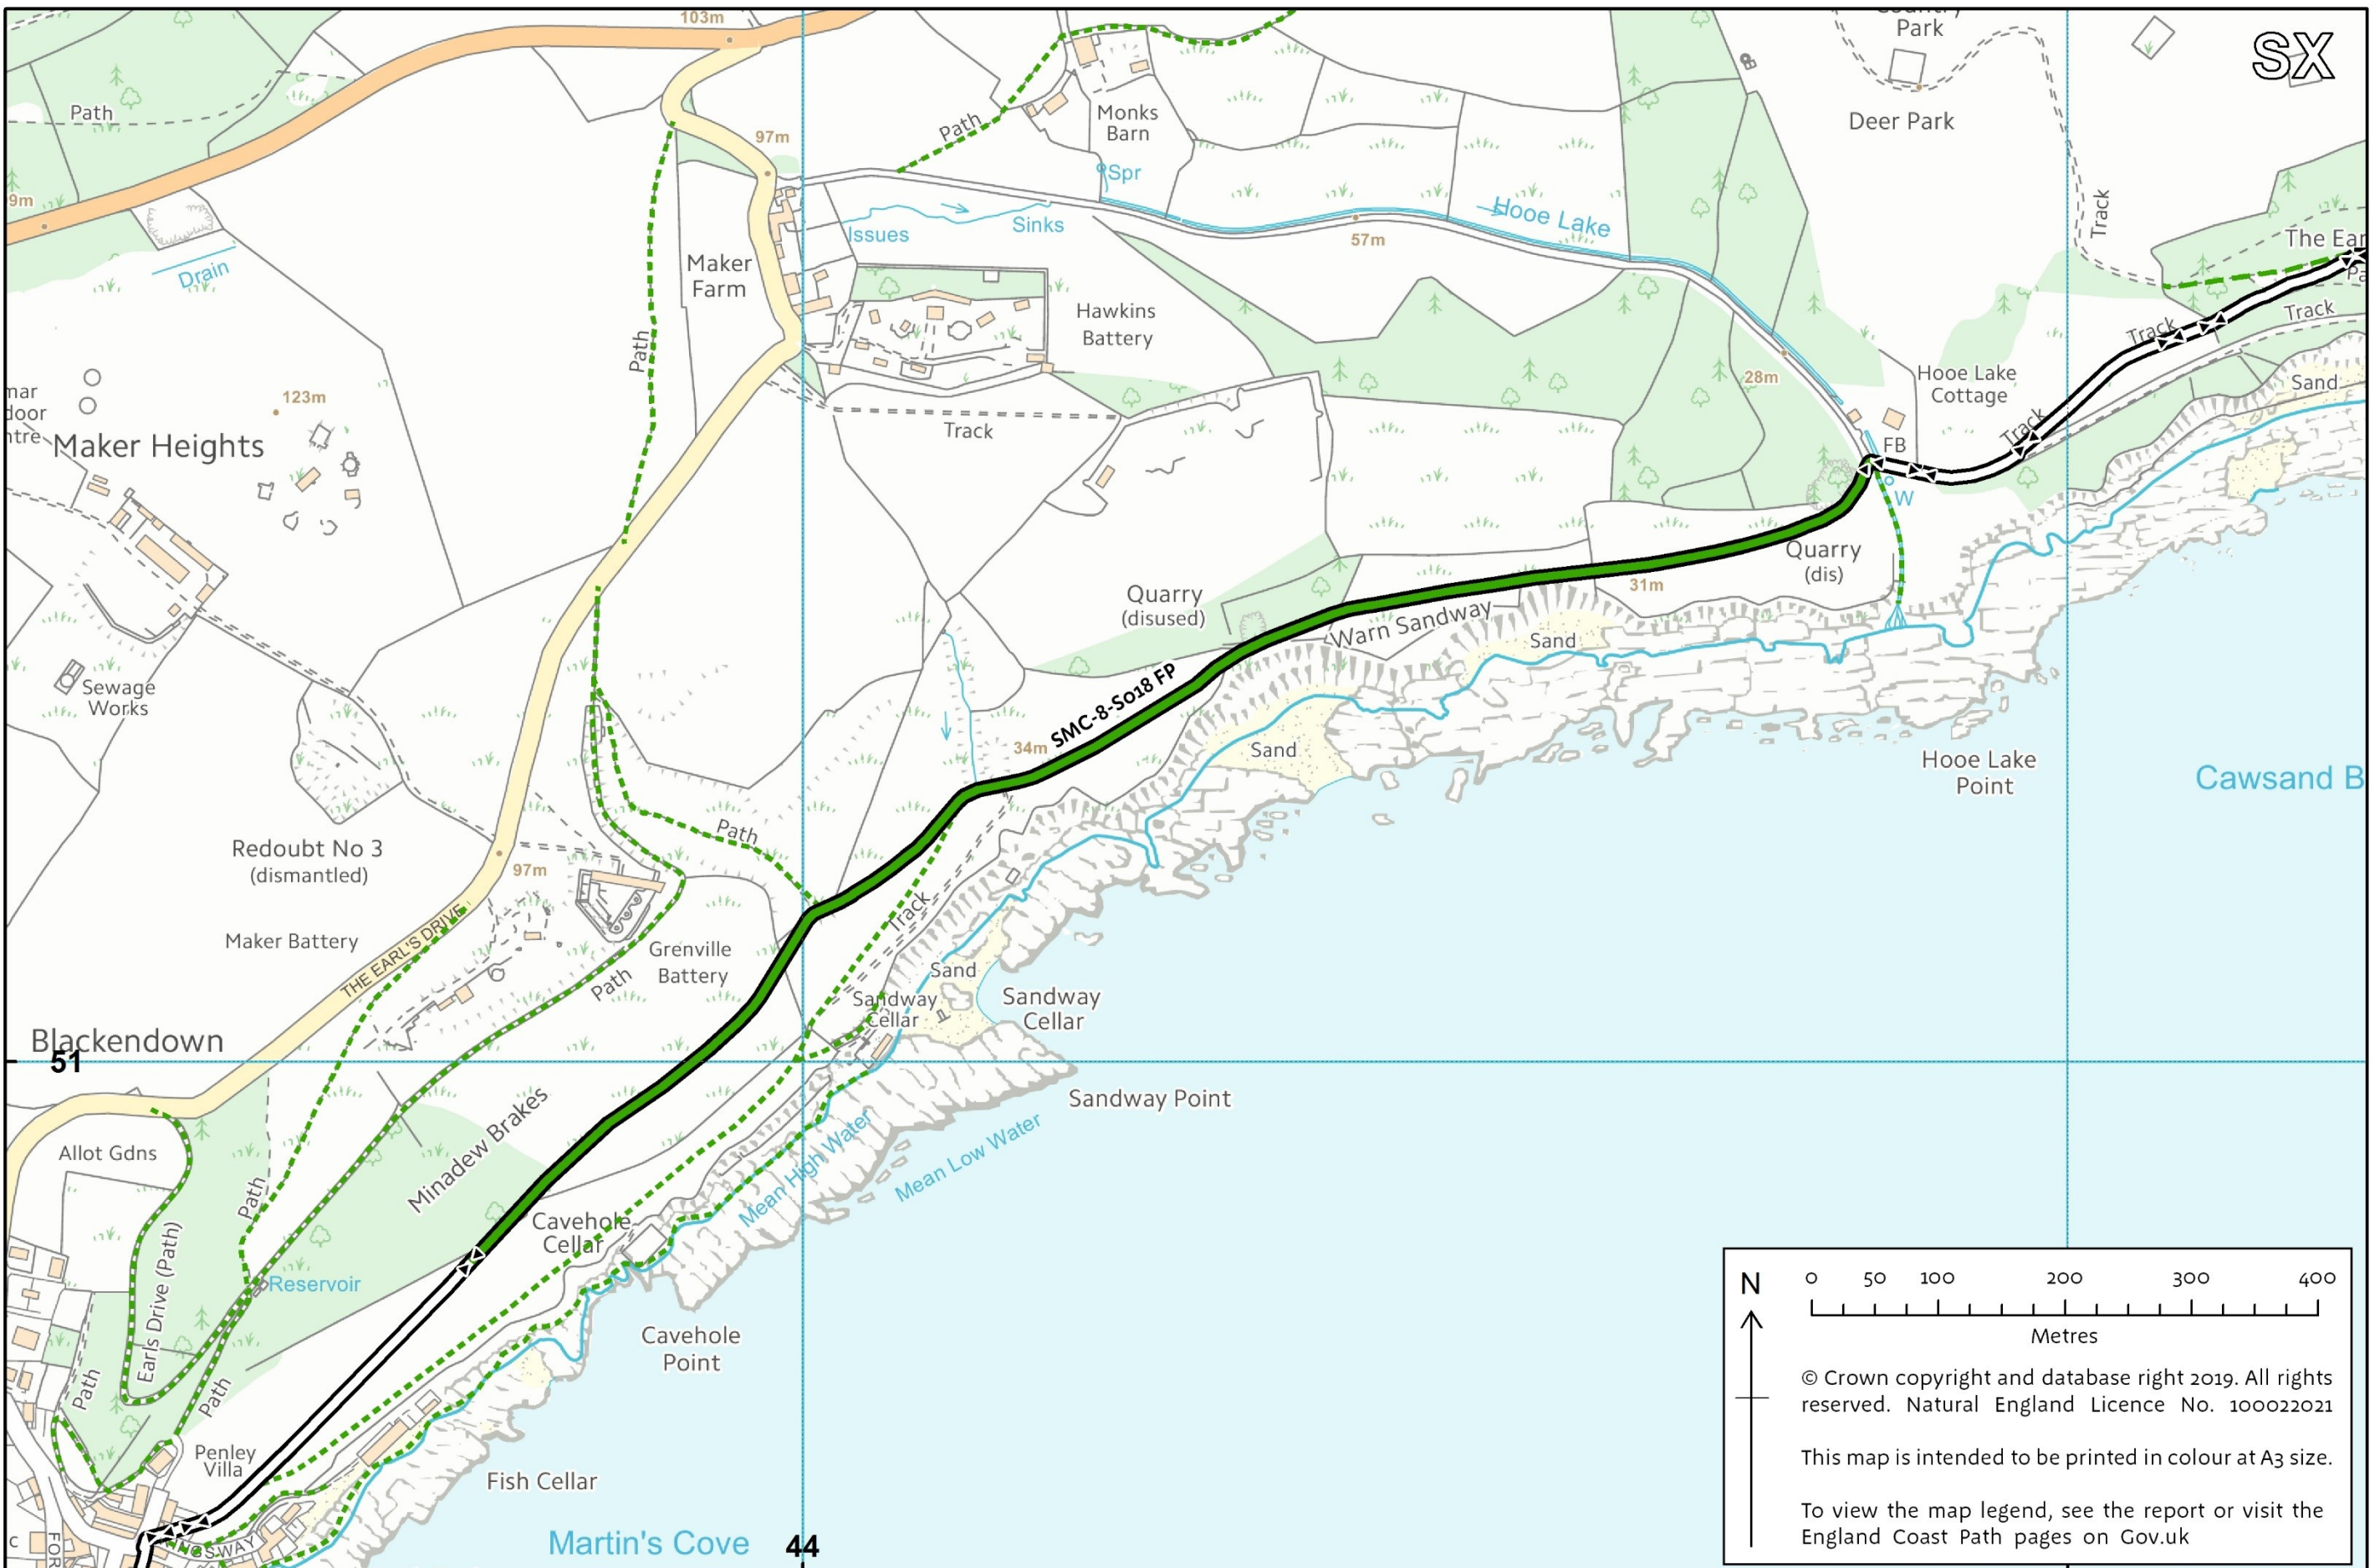 103m
Park
SX
Path
Monks
Barn
Path
Deer Park
97m
Spr
9m
Track
Hooe Lake
Issues
Sinks
57m
The Ear
Drain
Maker
Farm
Hawkins
Battery
Track
Track
Path
28m
Hooe Lake
Cottage
Sand
123m
Maker Heights
Track
Track
FB
W
Quarry
(dis)
31m
Quarry
(disused)
Warn Sandway
Sand
Sewage
Works
SMC-8-S018 FP
34m
Sand
Hooe Lake
Point
Cawsand B
Path
Redoubt No 3
(dismantled)
97m
THE EARL'S DRIVE
Maker Battery
Track
Grenville
Battery
Path
Sand
Sandway
Cellar
Sandway
Cellar
Blackendown
51
Sandway Point
Minadew Brakes
Mean High Water
Mean Low Water
Allot Gdns
Path
Earls Drive (Path)
Cavehole
Cellar
Reservoir
Cavehole
Point
Path
Path
Penley
Villa
Fish Cellar
Martin's Cove
44
KINGSWAY
FOR
c
N
0 50 100 200 300 400
Metres
© Crown copyright and database right 2019. All rights
reserved. Natural England Licence No. 100022021
This map is intended to be printed in colour at A3 size.
To view the map legend, see the report or visit the
England Coast Path pages on Gov.uk